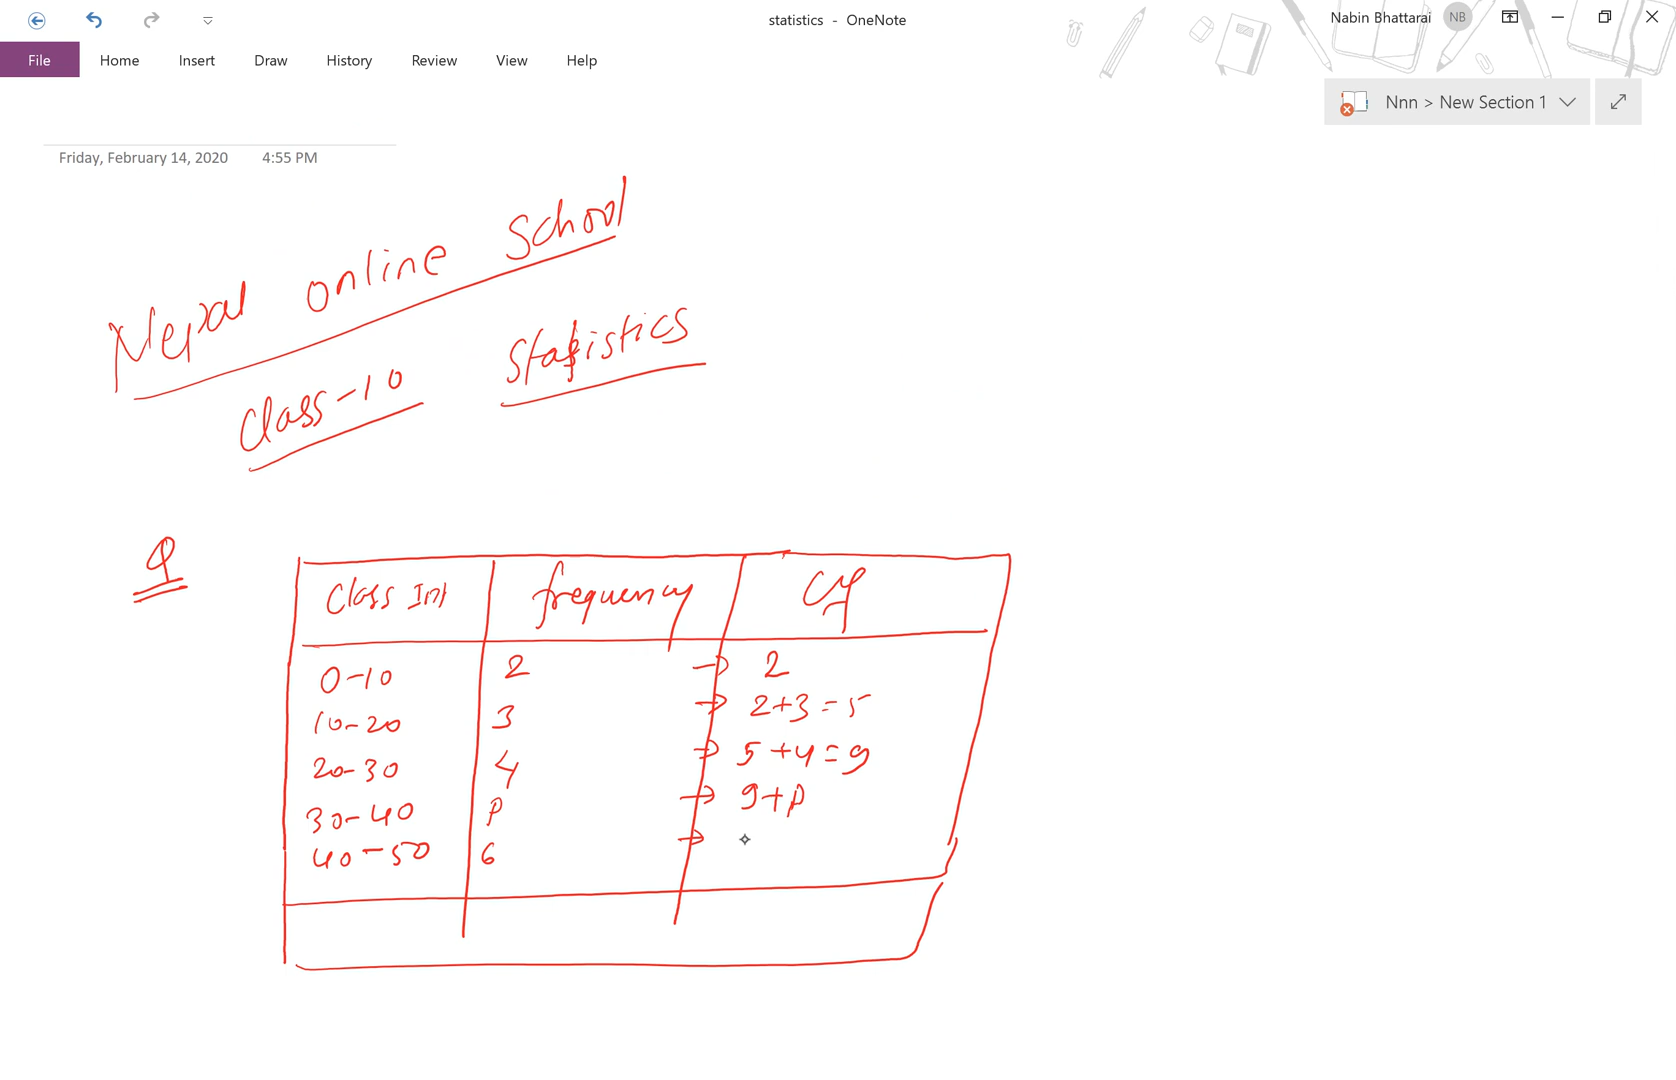 statistics - OneNote
Nabin Bhattarai NB
File Home Insert Draw History Review View Help
Nnn > New Section 1
Friday, February 14, 2020 4:55 PM
Nepal online School
Class-10 Statistics
Q
Class Int frequency cf
0-10 2 → 2
10-20 3 → 2+3=5
20-30 4 → 5+4=9
30-40 p → 9+p
40-50 6 →